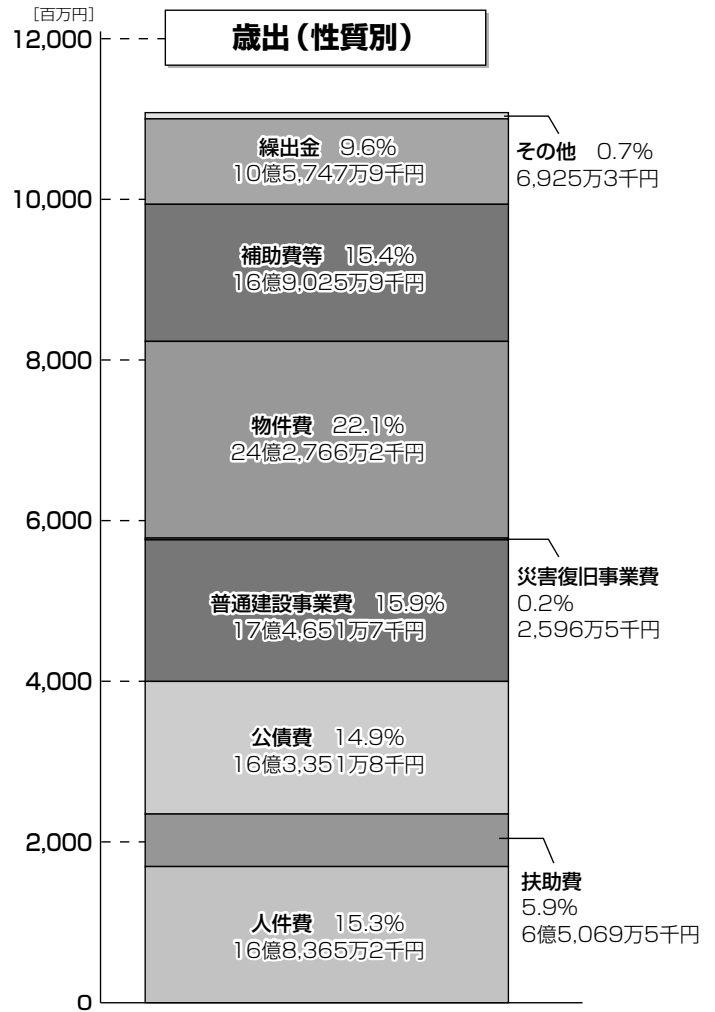 [百万円]
歳出（性質別）
12,000
10,000
8,000
6,000
4,000
2,000
0
その他　0.7%
6,925万3千円
繰出金　9.6%
10億5,747万9千円
補助費等　15.4%
16億9,025万9千円
物件費　22.1%
24億2,766万2千円
災害復旧事業費
0.2%
2,596万5千円
普通建設事業費　15.9%
17億4,651万7千円
公債費　14.9%
16億3,351万8千円
扶助費
5.9%
6億5,069万5千円
人件費　15.3%
16億8,365万2千円